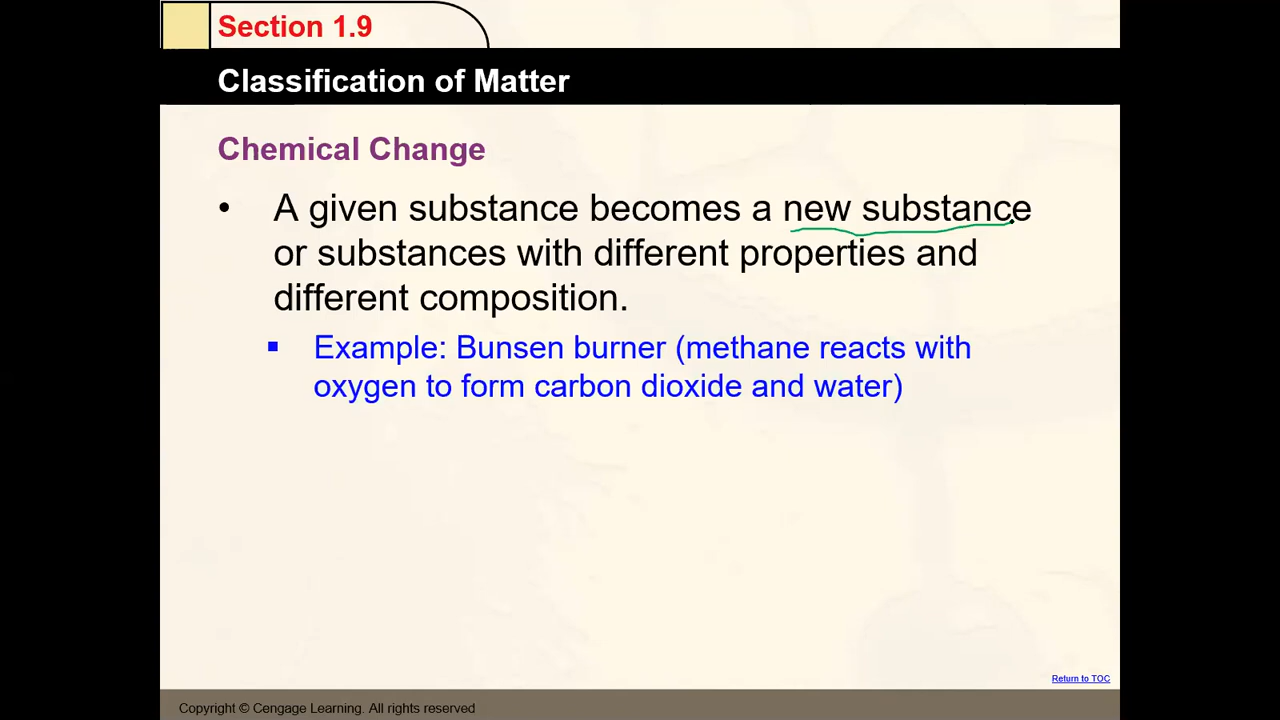 Section 1.9
Classification of Matter
Chemical Change
• A given substance becomes a new substance
or substances with different properties and
different composition.
▪ Example: Bunsen burner (methane reacts with
oxygen to form carbon dioxide and water)
Return to TOC
Copyright © Cengage Learning. All rights reserved